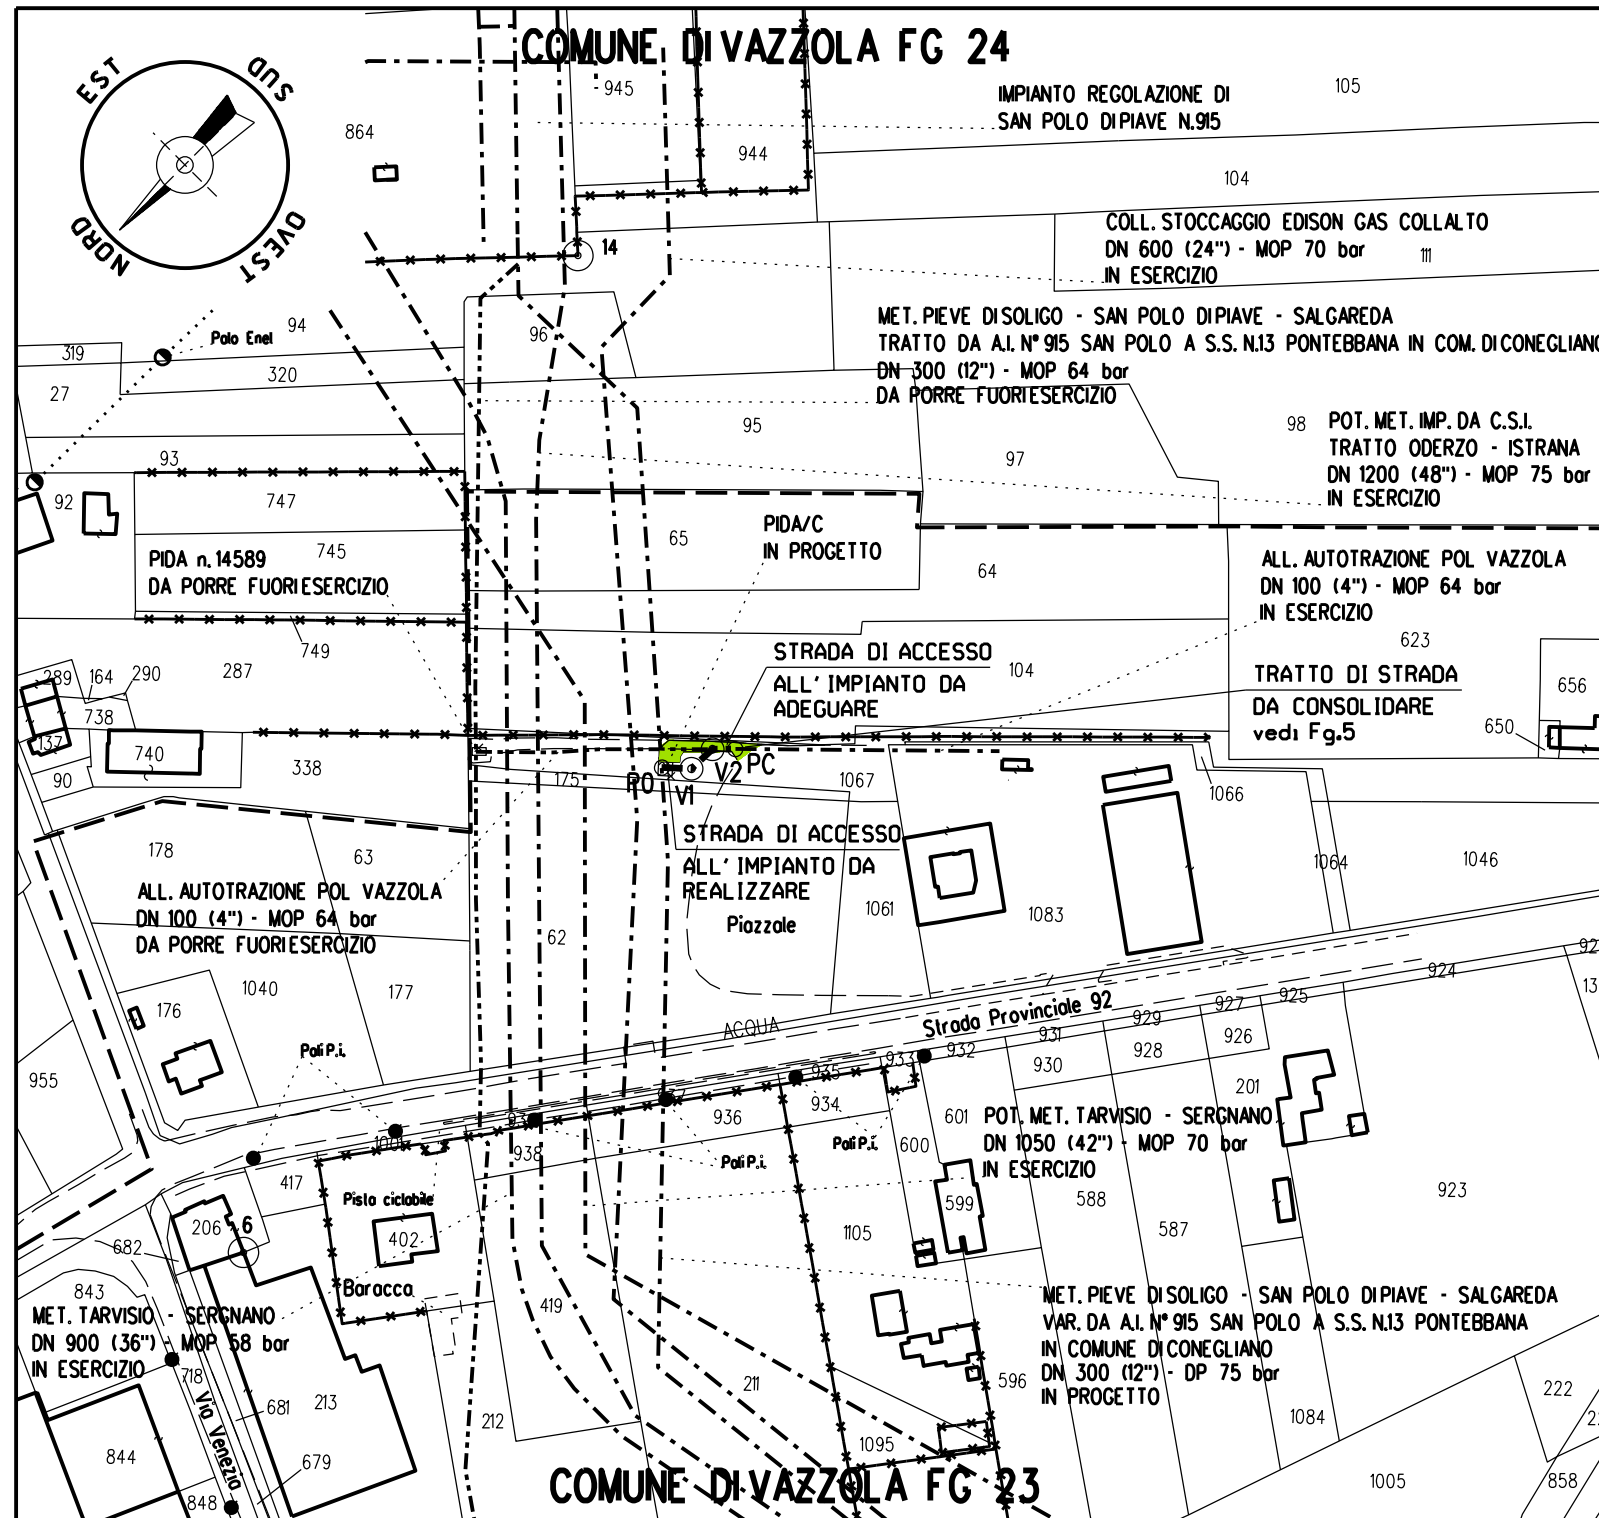 COMUNE DI VAZZOLA FG 24
EST
SUD
NORD
OVEST
945
864
944
IMPIANTO REGOLAZIONE DI
SAN POLO DI PIAVE N.915
105
104
14
COLL. STOCCAGGIO EDISON GAS COLLALTO
DN 600 (24") - MOP 70 bar
IN ESERCIZIO
111
94
Palo Enel
319
320
27
96
MET. PIEVE DI SOLIGO - SAN POLO DI PIAVE - SALGAREDA
TRATTO DA A.I. N° 915 SAN POLO A S.S. N.13 PONTEBBANA IN COM. DI CONEGLIANO
DN 300 (12") - MOP 64 bar
DA PORRE FUORI ESERCIZIO
95
98
POT. MET. IMP. DA C.S.I.
TRATTO ODERZO - ISTRANA
DN 1200 (48") - MOP 75 bar
IN ESERCIZIO
93
97
92
747
745
65
PIDA/C
IN PROGETTO
64
PIDA n. 14589
DA PORRE FUORI ESERCIZIO
ALL. AUTOTRAZIONE POL VAZZOLA
DN 100 (4") - MOP 64 bar
IN ESERCIZIO
623
749
287
289
164
290
738
137
740
90
338
STRADA DI ACCESSO
ALL' IMPIANTO DA
ADEGUARE
104
TRATTO DI STRADA
DA CONSOLIDARE
vedi Fg.5
656
650
175
P0
V1
V2
PC
1067
1066
178
63
STRADA DI ACCESSO
ALL' IMPIANTO DA
REALIZZARE
Piazzale
1064
1046
ALL. AUTOTRAZIONE POL VAZZOLA
DN 100 (4") - MOP 64 bar
DA PORRE FUORI ESERCIZIO
62
1061
1083
1040
177
176
ACQUA
Strada Provinciale 92
924
925
927
929
931
932
933
935
926
928
930
Pali P.i.
955
936
934
938
417
600
601
201
POT. MET. TARVISIO - SERGNANO
DN 1050 (42") - MOP 70 bar
IN ESERCIZIO
Pali P.i.
Pali P.i.
Pista ciclabile
206
6
402
682
599
588
587
923
1105
843
Baracca
419
MET. TARVISIO - SERGNANO
DN 900 (36") - MOP 58 bar
IN ESERCIZIO
MET. PIEVE DI SOLIGO - SAN POLO DI PIAVE - SALGAREDA
VAR. DA A.I. N° 915 SAN POLO A S.S. N.13 PONTEBBANA
IN COMUNE DI CONEGLIANO
DN 300 (12") - DP 75 bar
IN PROGETTO
718
Via Venezia
681
213
212
211
596
1084
222
844
679
848
1095
1005
858
COMUNE DI VAZZOLA FG 23